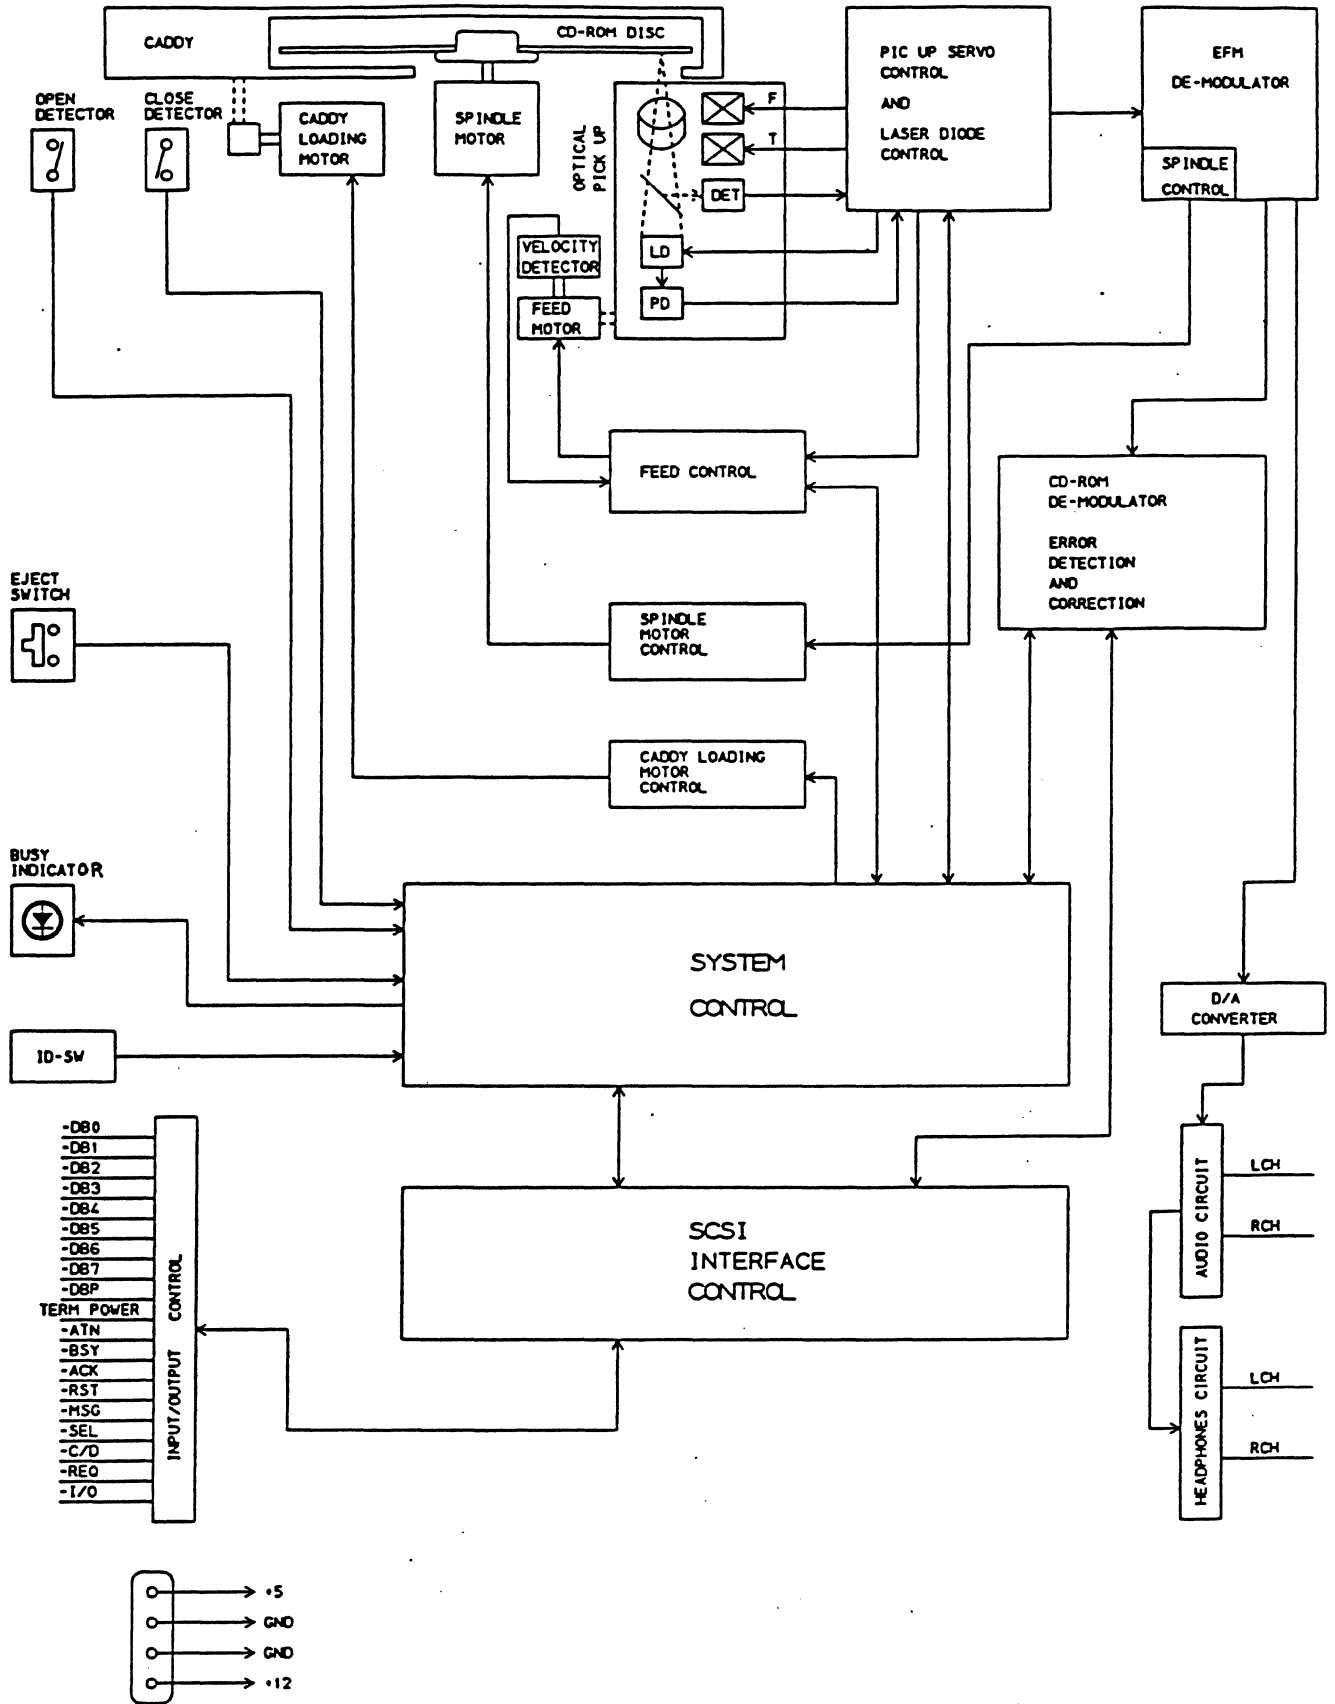 CADDY
CD-ROM DISC
OPEN
DETECTOR
CLOSE
DETECTOR
CADDY
LOADING
MOTOR
SPINDLE
MOTOR
OPTICAL
PICK UP
F
T
DET
LD
PD
VELOCITY
DETECTOR
FEED
MOTOR
PIC UP SERVO
CONTROL
AND
LASER DIODE
CONTROL
EFM
DE-MODULATOR
SPINDLE
CONTROL
FEED CONTROL
CD-ROM
DE-MODULATOR
ERROR
DETECTION
AND
CORRECTION
EJECT
SWITCH
SPINDLE
MOTOR
CONTROL
CADDY LOADING
MOTOR
CONTROL
BUSY
INDICATOR
SYSTEM
CONTROL
ID-SW
D/A
CONVERTER
-DB0
-DB1
-DB2
-DB3
-DB4
-DB5
-DB6
-DB7
-DBP
TERM POWER
-ATN
-BSY
-ACK
-RST
-MSG
-SEL
-C/D
-REQ
-I/O
INPUT/OUTPUT CONTROL
SCSI
INTERFACE
CONTROL
AUDIO CIRCUIT
LCH
RCH
HEADPHONES CIRCUIT
LCH
RCH
+5
GND
GND
+12